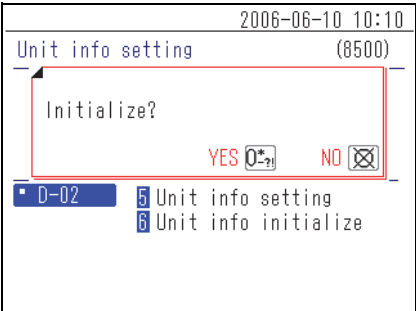 2006-06-10 10:10
Unit info setting (8500)
Initialize?
YES 0*-?! NO
D-02 5 Unit info setting
6 Unit info initialize